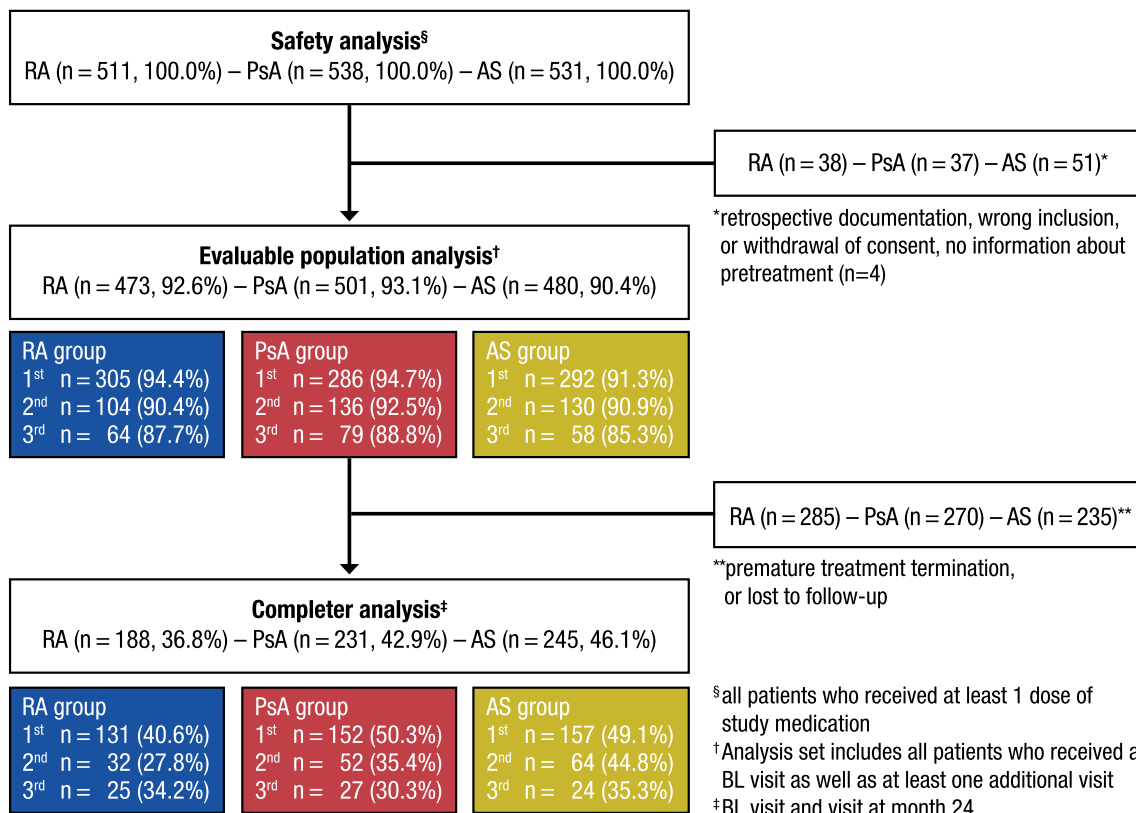 Safety analysis§
RA (n = 511, 100.0%) – PsA (n = 538, 100.0%) – AS (n = 531, 100.0%)
RA (n = 38) – PsA (n = 37) – AS (n = 51)*
*retrospective documentation, wrong inclusion,
or withdrawal of consent, no information about
pretreatment (n=4)
Evaluable population analysis†
RA (n = 473, 92.6%) – PsA (n = 501, 93.1%) – AS (n = 480, 90.4%)
RA group
1st n = 305 (94.4%)
2nd n = 104 (90.4%)
3rd n = 64 (87.7%)
PsA group
1st n = 286 (94.7%)
2nd n = 136 (92.5%)
3rd n = 79 (88.8%)
AS group
1st n = 292 (91.3%)
2nd n = 130 (90.9%)
3rd n = 58 (85.3%)
RA (n = 285) – PsA (n = 270) – AS (n = 235)**
**premature treatment termination,
or lost to follow-up
Completer analysis‡
RA (n = 188, 36.8%) – PsA (n = 231, 42.9%) – AS (n = 245, 46.1%)
RA group
1st n = 131 (40.6%)
2nd n = 32 (27.8%)
3rd n = 25 (34.2%)
PsA group
1st n = 152 (50.3%)
2nd n = 52 (35.4%)
3rd n = 27 (30.3%)
AS group
1st n = 157 (49.1%)
2nd n = 64 (44.8%)
3rd n = 24 (35.3%)
§all patients who received at least 1 dose of
study medication
†Analysis set includes all patients who received a
BL visit as well as at least one additional visit
‡BL visit and visit at month 24